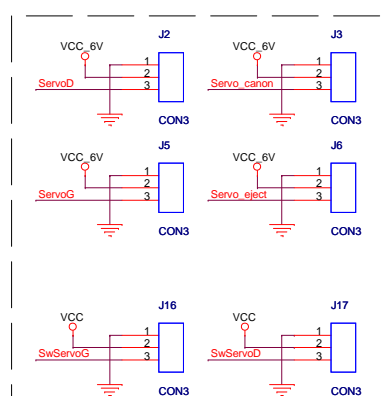 J2
J3
VCC_6V
VCC_6V
1
1
2
2
ServoD
3
Servo_canon
3
CON3
CON3
J5
J6
VCC_6V
VCC_6V
1
1
2
2
ServoG
3
Servo_eject
3
CON3
CON3
J16
J17
VCC
VCC
1
1
2
2
SwServoG
3
SwServoD
3
CON3
CON3